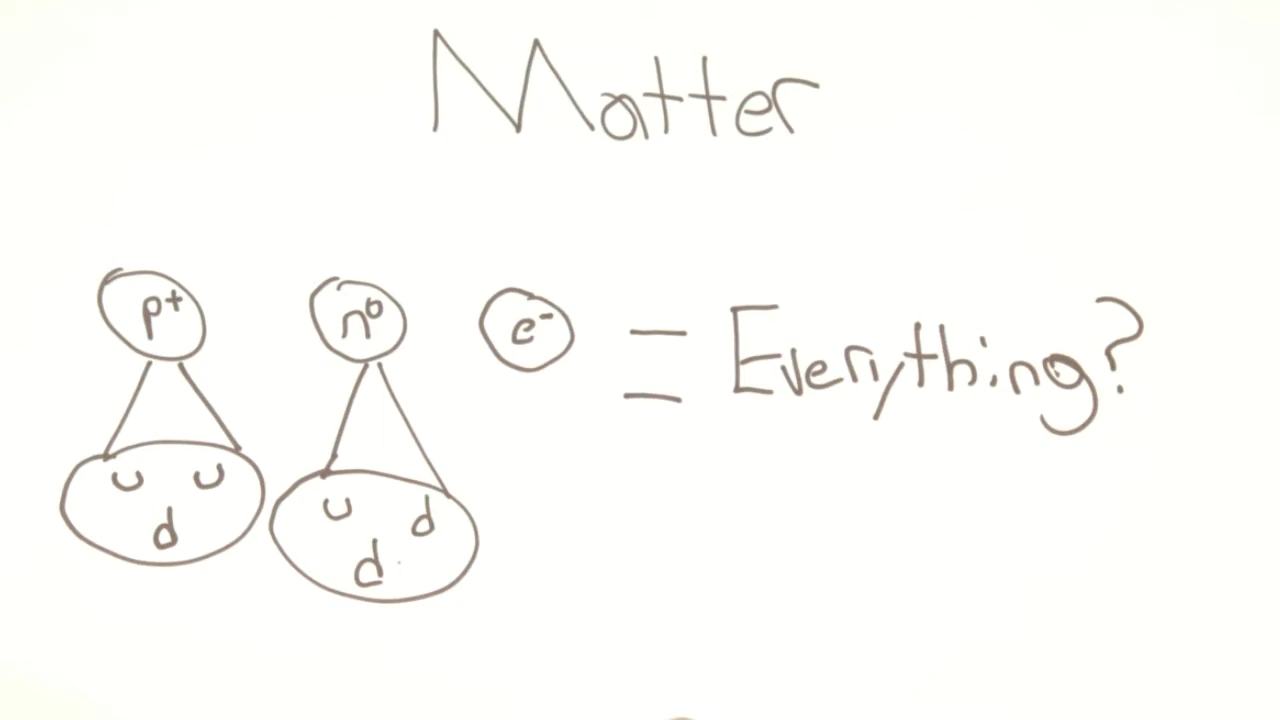 Matter
p+ n0 e- = Everything?
u u
d
u d
d